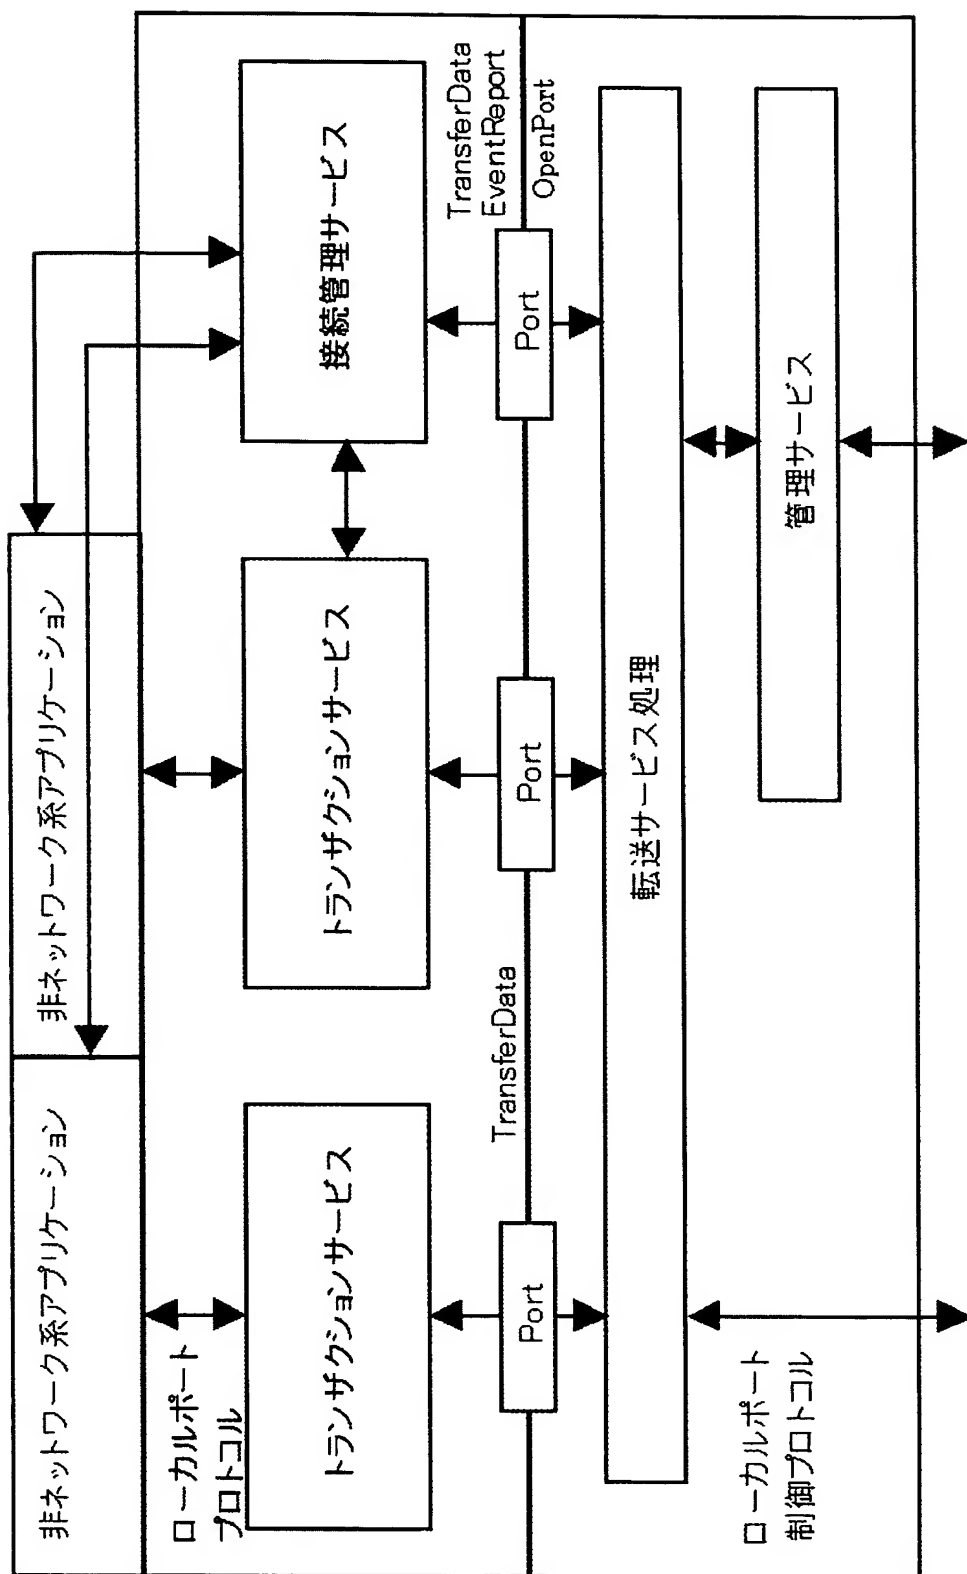 非ネットワーク系アプリケーション
非ネットワーク系アプリケーション
ローカルポート
プロトコル
トランザクションサービス
トランザクションサービス
接続管理サービス
TransferData
TransferData
EventReport
OpenPort
Port
Port
Port
転送サービス処理
管理サービス
ローカルポート
制御プロトコル